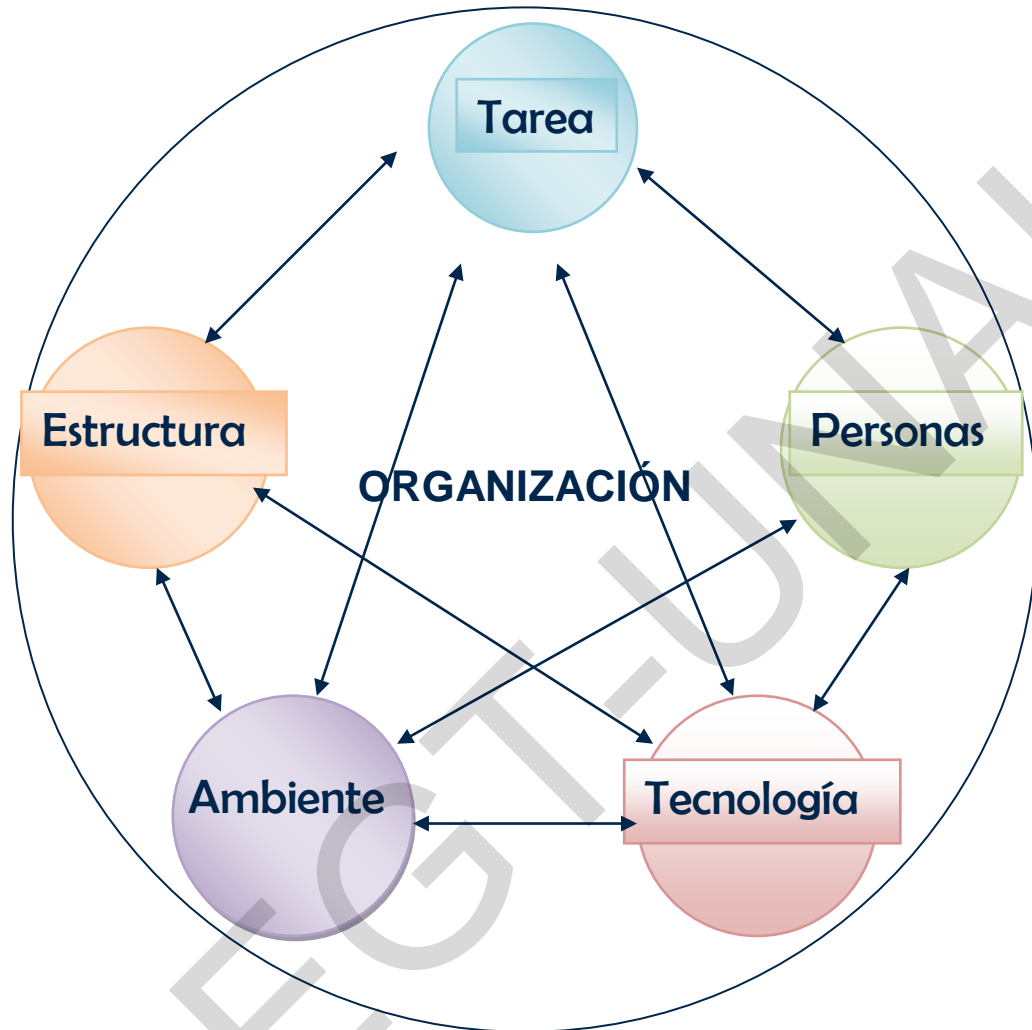 Tarea
Estructura
Personas
ORGANIZACIÓN
Ambiente
Tecnología
EGT-UNA